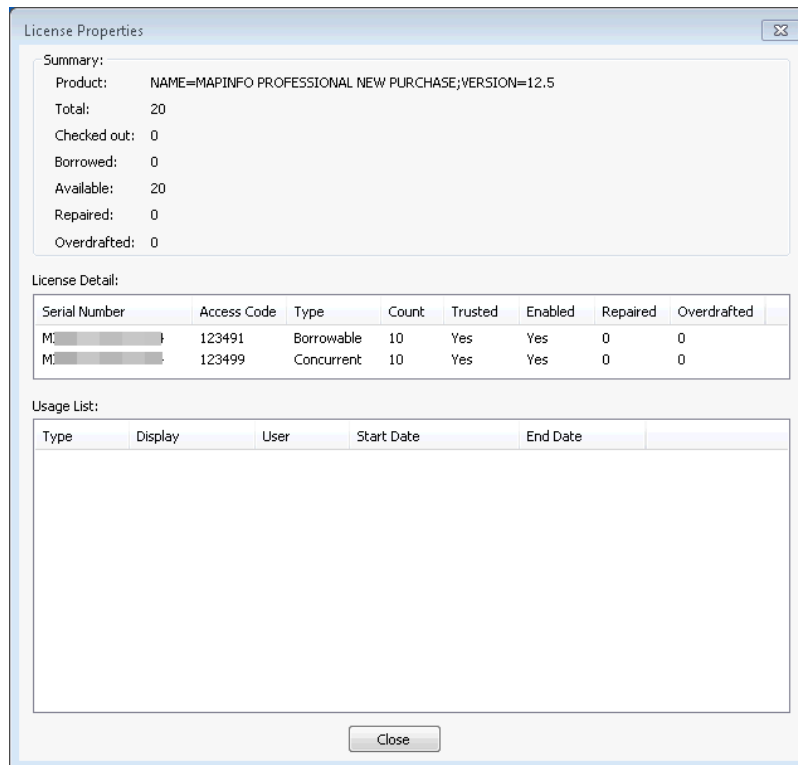 License Properties
Summary:
Product: NAME=MAPINFO PROFESSIONAL NEW PURCHASE;VERSION=12.5
Total: 20
Checked out: 0
Borrowed: 0
Available: 20
Repaired: 0
Overdrafted: 0
License Detail:
Serial Number Access Code Type Count Trusted Enabled Repaired Overdrafted
123491 Borrowable 10 Yes Yes 0 0
123499 Concurrent 10 Yes Yes 0 0
Usage List:
Type Display User Start Date End Date
Close